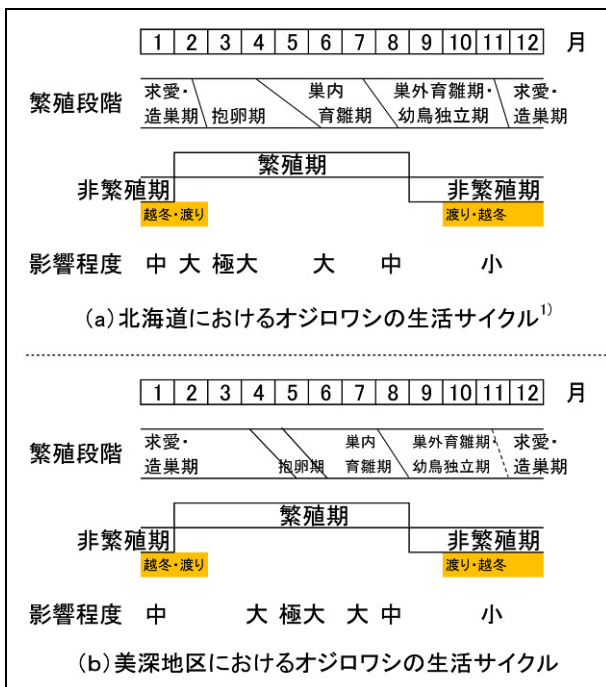 1 2 3 4 5 6 7 8 9 10 11 12 月
繁殖段階
求愛・
造巣期
抱卵期
巣内
育雛期
巣外育雛期・
幼鳥独立期
求愛・
造巣期
繁殖期
非繁殖期
非繁殖期
越冬・渡り
渡り・越冬
影響程度 中 大 極大 大 中 小
(a)北海道におけるオジロワシの生活サイクル1)
1 2 3 4 5 6 7 8 9 10 11 12 月
繁殖段階
求愛・
造巣期
抱卵期
巣内
育雛期
巣外育雛期・
幼鳥独立期
求愛・
造巣期
繁殖期
非繁殖期
非繁殖期
越冬・渡り
渡り・越冬
影響程度 中 大 極大 大 中 小
(b)美深地区におけるオジロワシの生活サイクル